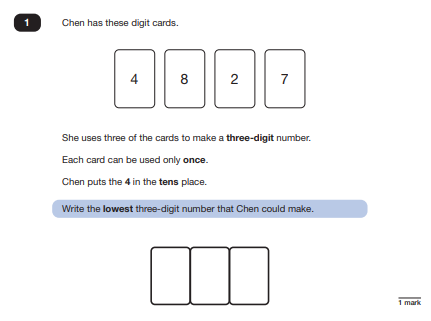 1 Chen has these digit cards.
4 8 2 7
She uses three of the cards to make a three-digit number.
Each card can be used only once.
Chen puts the 4 in the tens place.
Write the lowest three-digit number that Chen could make.
1 mark